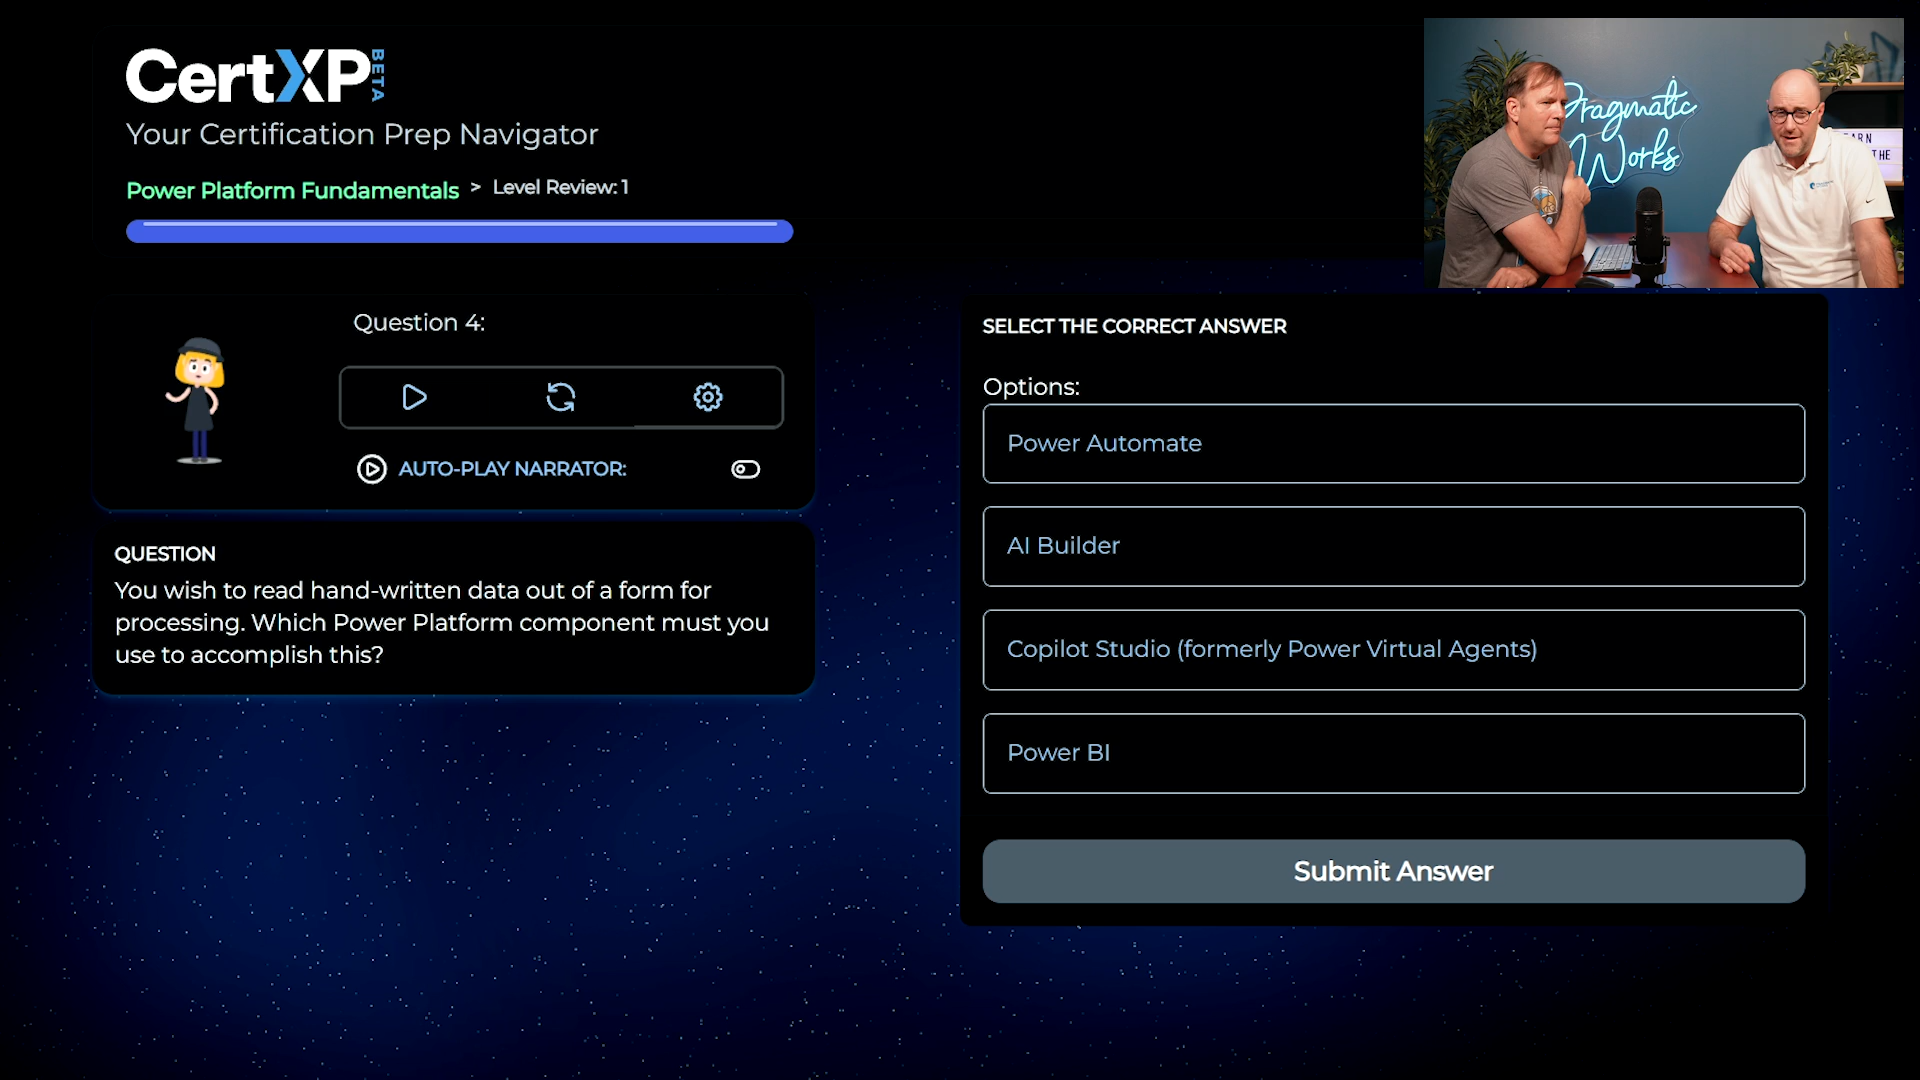 CertXP BETA
Your Certification Prep Navigator
Power Platform Fundamentals > Level Review: 1
Pragmatic
Works
THE
Question 4:
AUTO-PLAY NARRATOR:
QUESTION
You wish to read hand-written data out of a form for
processing. Which Power Platform component must you
use to accomplish this?
SELECT THE CORRECT ANSWER
Options:
Power Automate
AI Builder
Copilot Studio (formerly Power Virtual Agents)
Power BI
Submit Answer